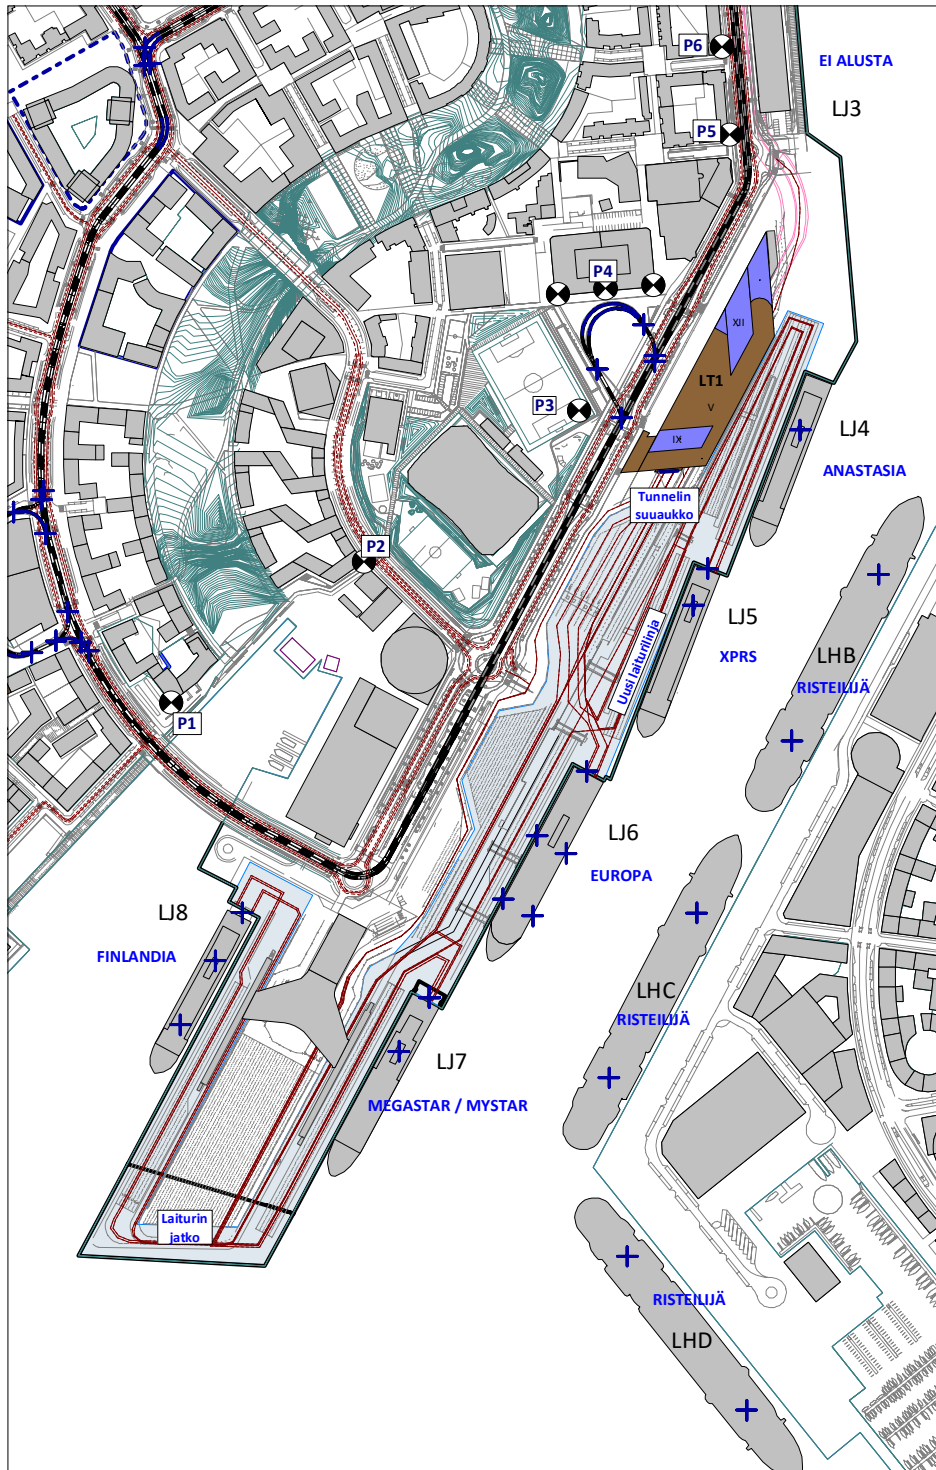 P6
EI ALUSTA
LJ3
P5
P4
XII
LT1
V
P3
IX
LJ4
ANASTASIA
Tunnelin
suuaukko
P2
LJ5
XPRS
Uusi laiturilinja
LHB
RISTEILIJÄ
P1
LJ6
EUROPA
LJ8
FINLANDIA
LHC
RISTEILIJÄ
LJ7
MEGASTAR / MYSTAR
Laiturin
jatko
RISTEILIJÄ
LHD